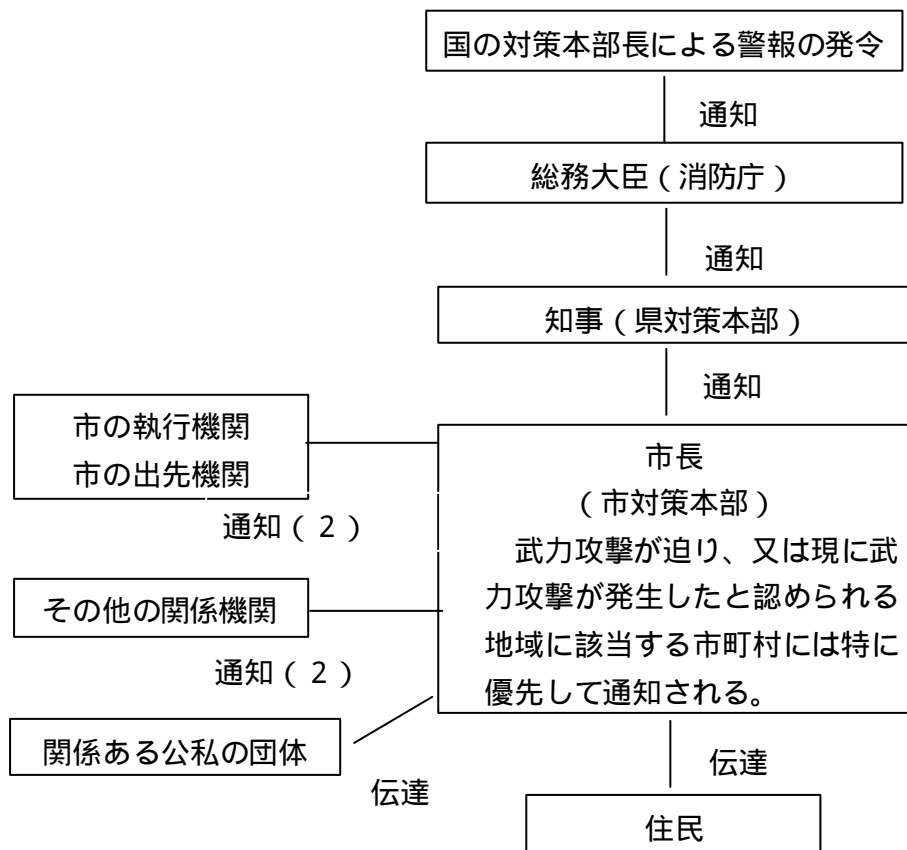 国の対策本部長による警報の発令
通知
総務大臣（消防庁）
通知
知事（県対策本部）
通知
市の執行機関
市の出先機関
通知（２）
市長
（市対策本部）
武力攻撃が迫り、又は現に武
力攻撃が発生したと認められる
地域に該当する市町村には特に
優先して通知される。
その他の関係機関
通知（２）
関係ある公私の団体
伝達
伝達
住民